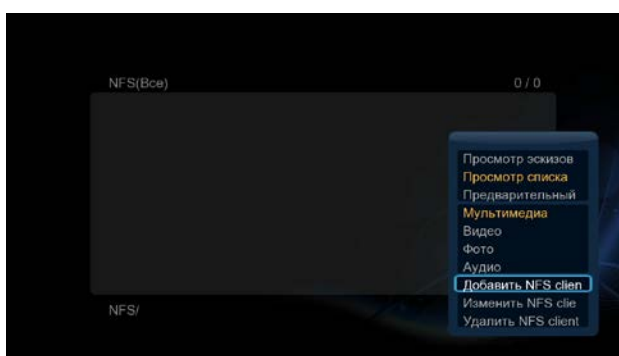 NFS(Все) 0 / 0
Просмотр эскизов
Просмотр списка
Предварительный
Мультимедиа
Видео
Фото
Аудио
Добавить NFS clien
Изменить NFS clie
Удалить NFS client
NFS/